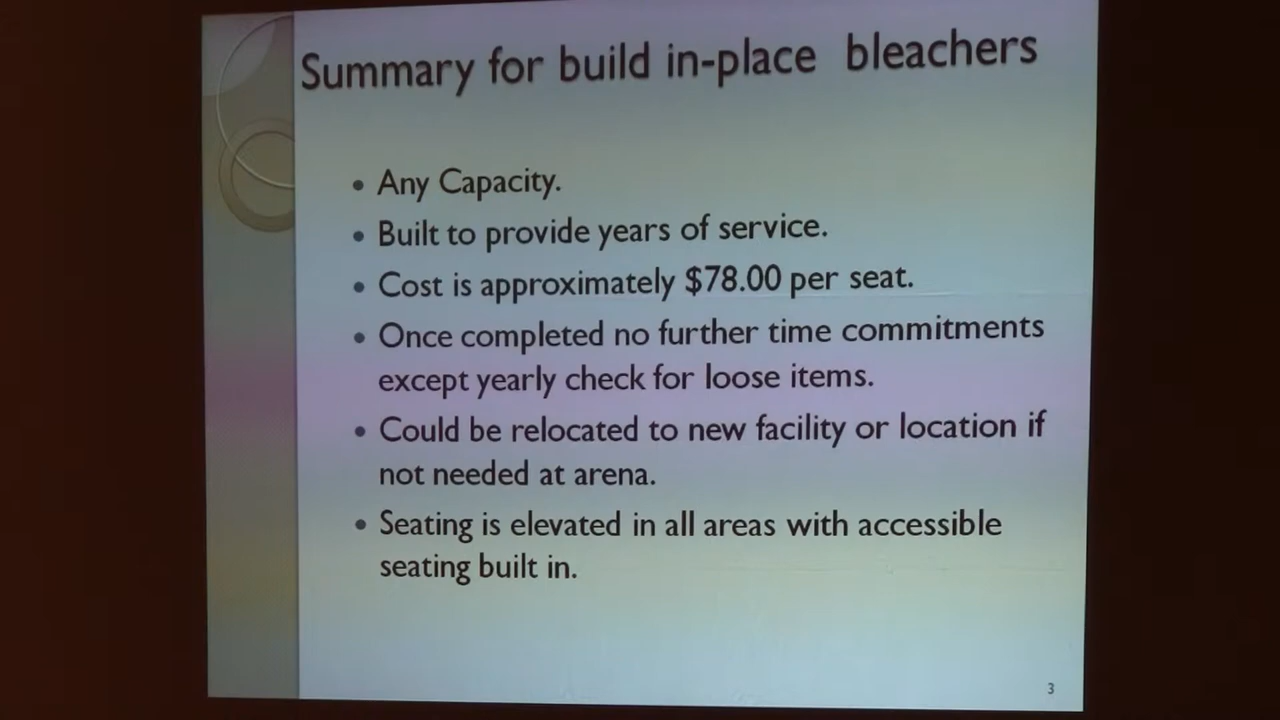 Summary for build in-place bleachers
• Any Capacity.
• Built to provide years of service.
• Cost is approximately $78.00 per seat.
• Once completed no further time commitments
except yearly check for loose items.
• Could be relocated to new facility or location if
not needed at arena.
• Seating is elevated in all areas with accessible
seating built in.
3